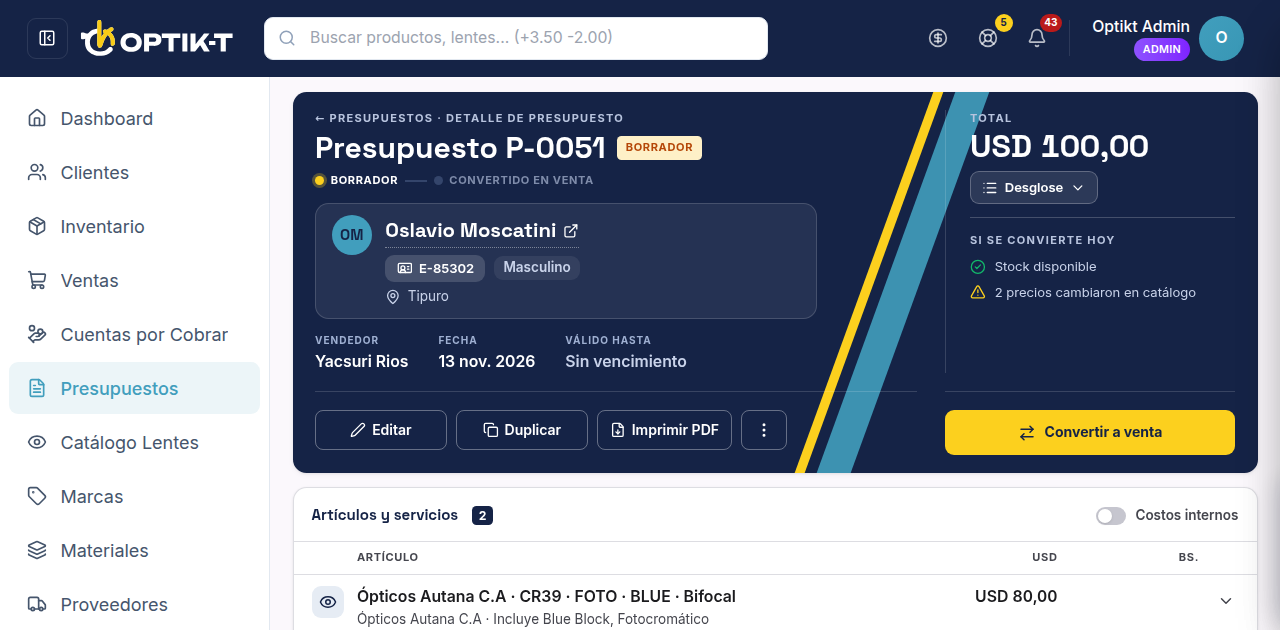 OPTIK-T
Buscar productos, lentes... (+3.50 -2.00)
5
43
Optikt Admin
ADMIN
O
Dashboard
Clientes
Inventario
Ventas
Cuentas por Cobrar
Presupuestos
Catálogo Lentes
Marcas
Materiales
Proveedores
← PRESUPUESTOS · DETALLE DE PRESUPUESTO
Presupuesto P-0051 BORRADOR
BORRADOR CONVERTIDO EN VENTA
OM
Oslavio Moscatini
E-85302 Masculino
Tipuro
VENDEDOR FECHA VÁLIDO HASTA
Yacsuri Rios 13 nov. 2026 Sin vencimiento
Editar Duplicar Imprimir PDF
TOTAL
USD 100,00
Desglose
SI SE CONVIERTE HOY
Stock disponible
2 precios cambiaron en catálogo
Convertir a venta
Artículos y servicios 2 Costos internos
ARTÍCULO USD BS.
Ópticos Autana C.A · CR39 · FOTO · BLUE · Bifocal USD 80,00
Ópticos Autana C.A · Incluye Blue Block, Fotocromático